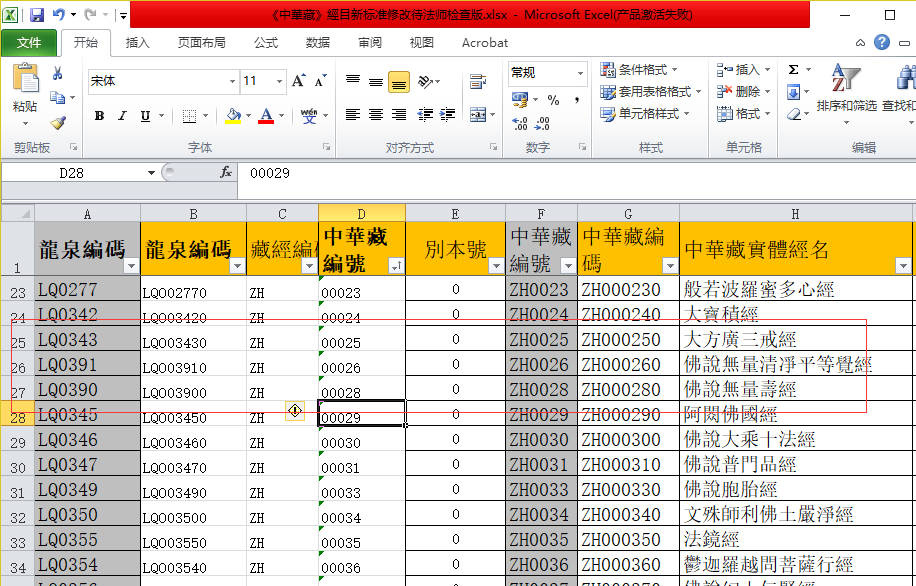 《中華藏》經目新标准修改待法师检查版.xlsx - Microsoft Excel(产品激活失败)
文件 开始 插入 页面布局 公式 数据 审阅 视图 Acrobat
宋体 11 常规 条件格式 插入 Σ
粘贴 B I U 套用表格格式 删除 排序和筛选 查找和
单元格样式 格式
剪贴板 字体 对齐方式 数字 样式 单元格 编辑
D28 fx 00029
A B C D E F G H
1 龍泉編碼 龍泉編碼 藏經編 中華藏編號 別本號 中華藏編號 中華藏編碼 中華藏實體經名
23 LQ0277 LQ002770 ZH 00023 0 ZH0023 ZH000230 般若波羅蜜多心經
24 LQ0342 LQ003420 ZH 00024 0 ZH0024 ZH000240 大寶積經
25 LQ0343 LQ003430 ZH 00025 0 ZH0025 ZH000250 大方廣三戒經
26 LQ0391 LQ003910 ZH 00026 0 ZH0026 ZH000260 佛說無量清淨平等覺經
27 LQ0390 LQ003900 ZH 00028 0 ZH0028 ZH000280 佛說無量壽經
28 LQ0345 LQ003450 ZH 00029 0 ZH0029 ZH000290 阿閦佛國經
29 LQ0346 LQ003460 ZH 00030 0 ZH0030 ZH000300 佛說大乘十法經
30 LQ0347 LQ003470 ZH 00031 0 ZH0031 ZH000310 佛說普門品經
31 LQ0349 LQ003490 ZH 00033 0 ZH0033 ZH000330 佛說胞胎經
32 LQ0350 LQ003500 ZH 00034 0 ZH0034 ZH000340 文殊師利佛土嚴淨經
33 LQ0355 LQ003550 ZH 00035 0 ZH0035 ZH000350 法鏡經
34 LQ0354 LQ003540 ZH 00036 0 ZH0036 ZH000360 鬱迦羅越問菩薩行經